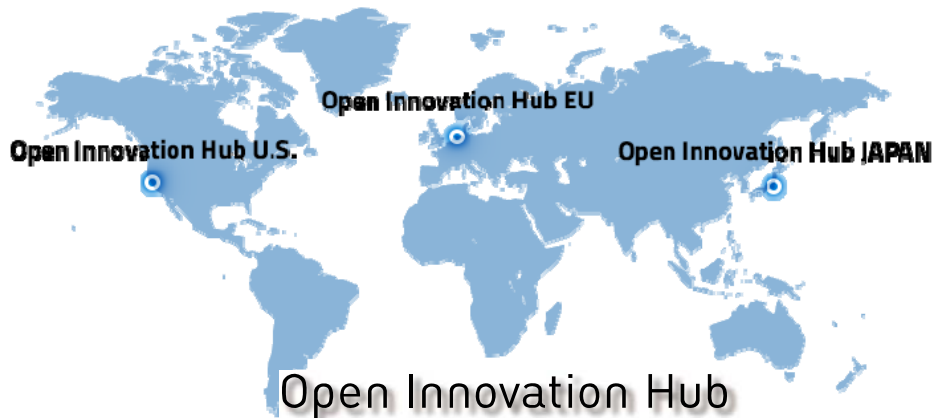 Open Innovation Hub EU
Open Innovation Hub U.S.
Open Innovation Hub JAPAN
Open Innovation Hub